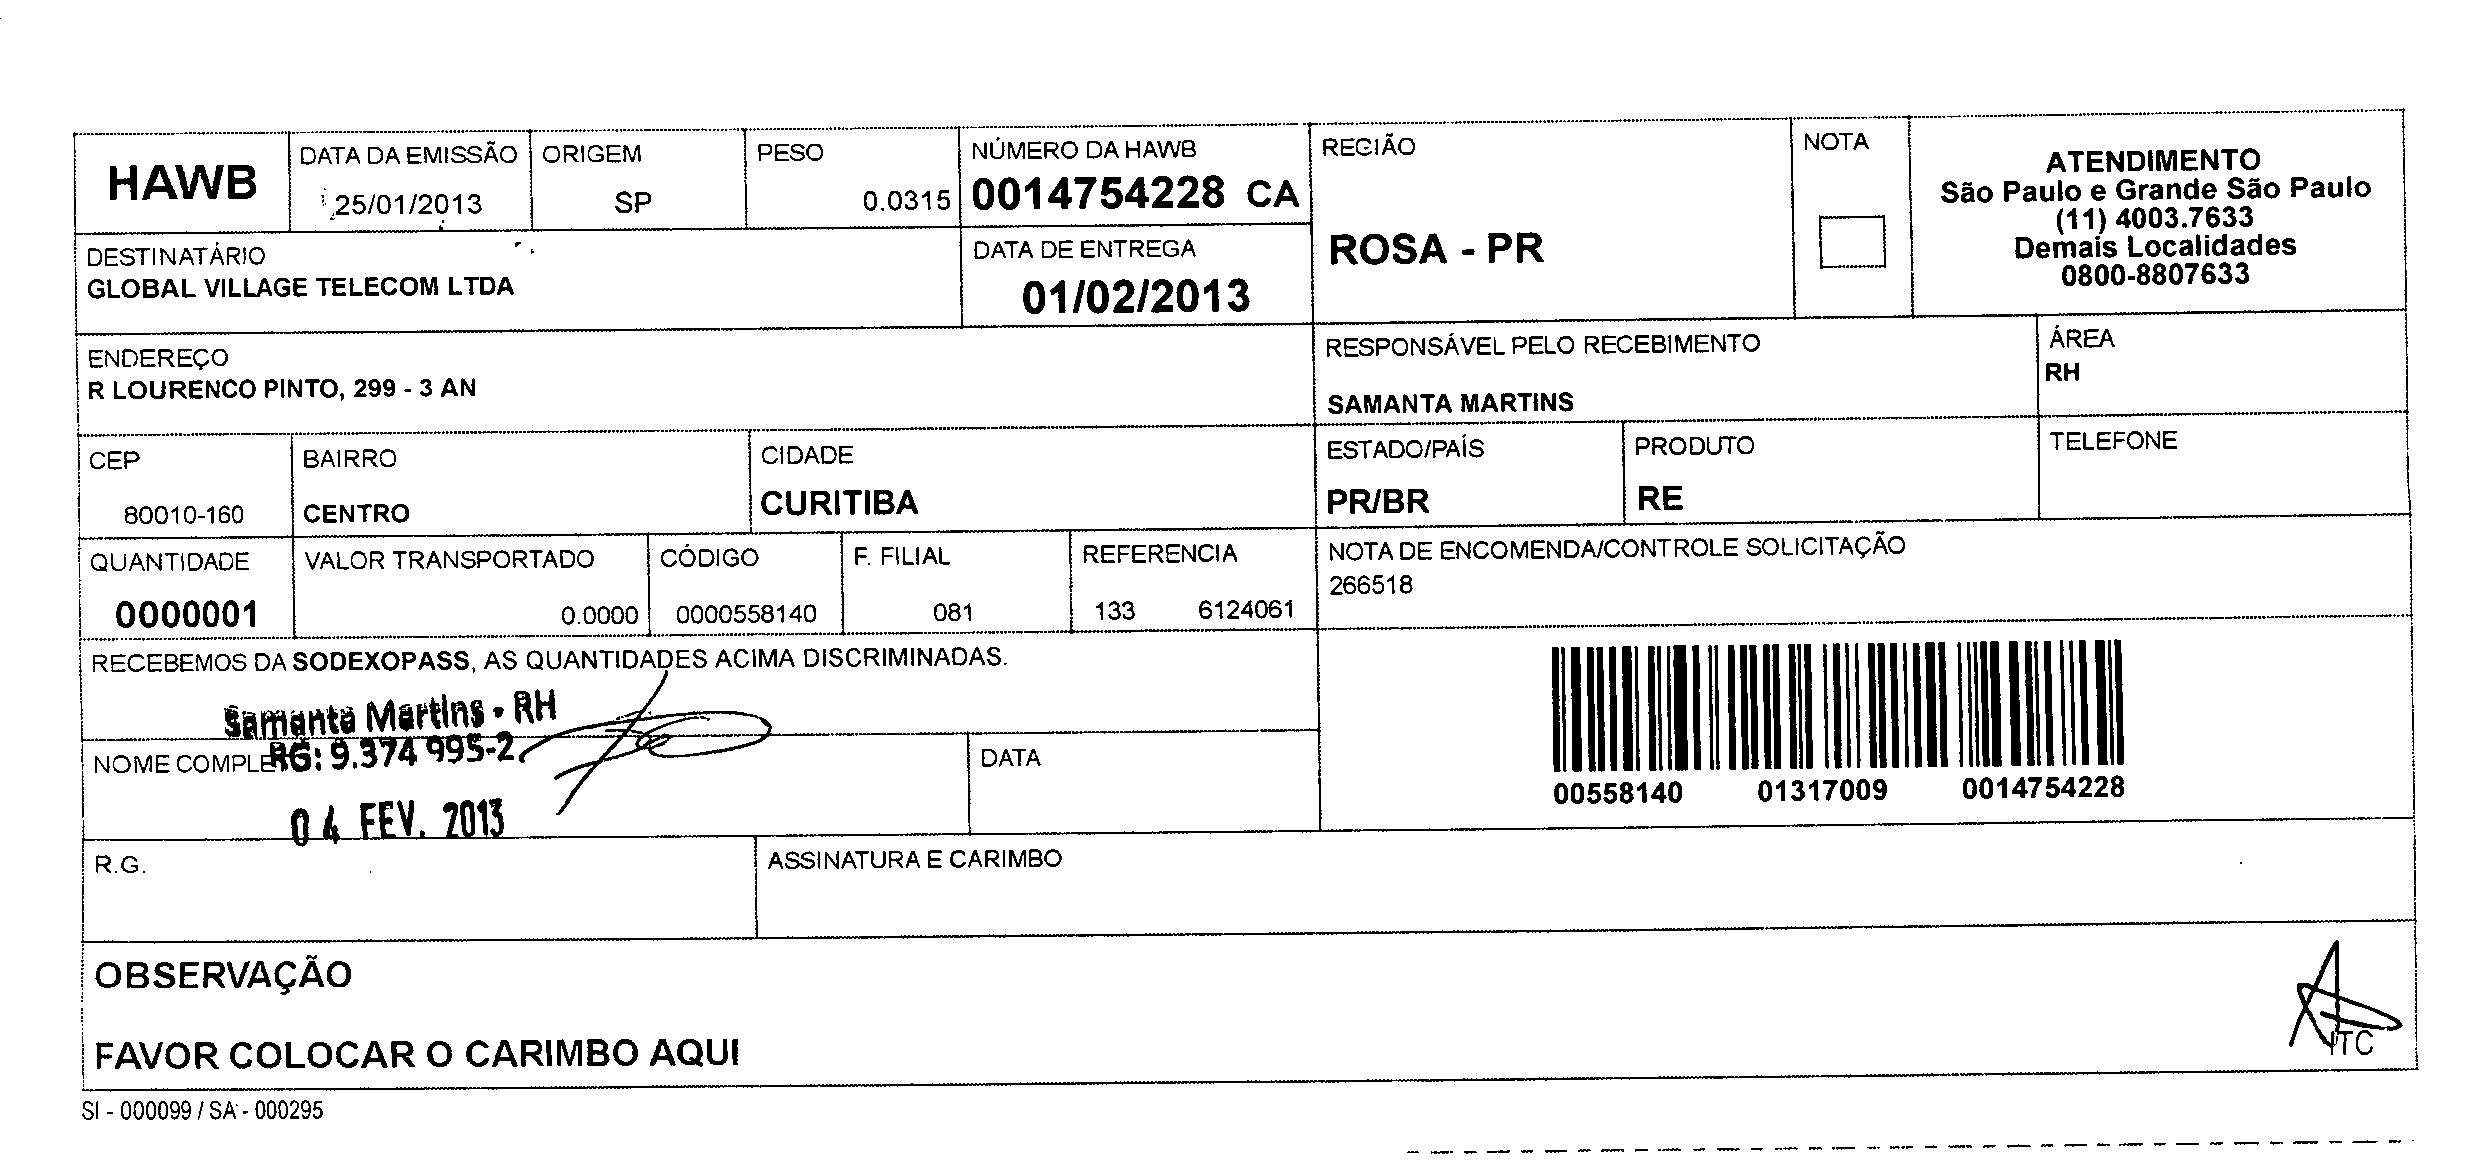 HAWB
DATA DA EMISSÃO
25/01/2013
ORIGEM
SP
PESO
0.0315
NÚMERO DA HAWB
0014754228 CA
REGIÃO
ROSA - PR
NOTA
ATENDIMENTO
São Paulo e Grande São Paulo
(11) 4003.7633
Demais Localidades
0800-8807633
DESTINATÁRIO
GLOBAL VILLAGE TELECOM LTDA
DATA DE ENTREGA
01/02/2013
ENDEREÇO
R LOURENCO PINTO, 299 - 3 AN
RESPONSÁVEL PELO RECEBIMENTO
SAMANTA MARTINS
ÁREA
RH
CEP
80010-160
BAIRRO
CENTRO
CIDADE
CURITIBA
ESTADO/PAÍS
PR/BR
PRODUTO
RE
TELEFONE
QUANTIDADE
0000001
VALOR TRANSPORTADO
0.0000
CÓDIGO
0000558140
F. FILIAL
081
REFERENCIA
133 6124061
NOTA DE ENCOMENDA/CONTROLE SOLICITAÇÃO
266518
RECEBEMOS DA SODEXOPASS, AS QUANTIDADES ACIMA DISCRIMINADAS.
Samanta Martins - RH
RG: 9.374 995-2
NOME COMPLE
04 FEV. 2013
DATA
00558140 01317009 0014754228
R.G.
ASSINATURA E CARIMBO
OBSERVAÇÃO
FAVOR COLOCAR O CARIMBO AQUI
ITC
SI - 000099 / SA - 000295